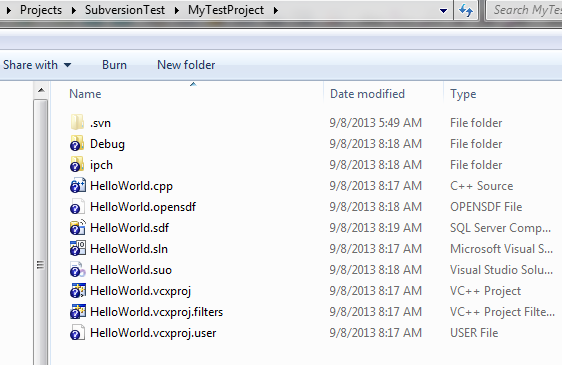 Projects SubversionTest MyTestProject Search MyTes
Share with Burn New folder
Name Date modified Type
.svn 9/8/2013 5:49 AM File folder
Debug 9/8/2013 8:18 AM File folder
ipch 9/8/2013 8:18 AM File folder
HelloWorld.cpp 9/8/2013 8:17 AM C++ Source
HelloWorld.opensdf 9/8/2013 8:18 AM OPENSDF File
HelloWorld.sdf 9/8/2013 8:19 AM SQL Server Comp...
HelloWorld.sln 9/8/2013 8:17 AM Microsoft Visual S...
HelloWorld.suo 9/8/2013 8:18 AM Visual Studio Solu...
HelloWorld.vcxproj 9/8/2013 8:17 AM VC++ Project
HelloWorld.vcxproj.filters 9/8/2013 8:17 AM VC++ Project Filte...
HelloWorld.vcxproj.user 9/8/2013 8:17 AM USER File